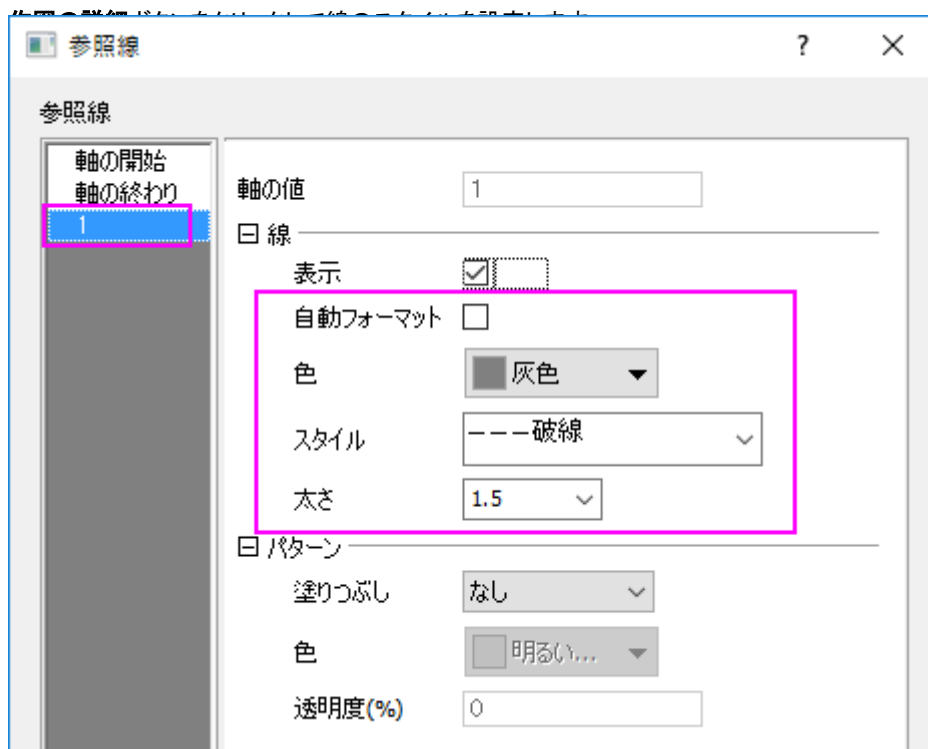 参照線 ?
参照線
軸の開始
軸の終わり
1
軸の値 1
線
表示
自動フォーマット
色 灰色
スタイル ---破線
太さ 1.5
パターン
塗りつぶし なし
色 明るい...
透明度(%) 0